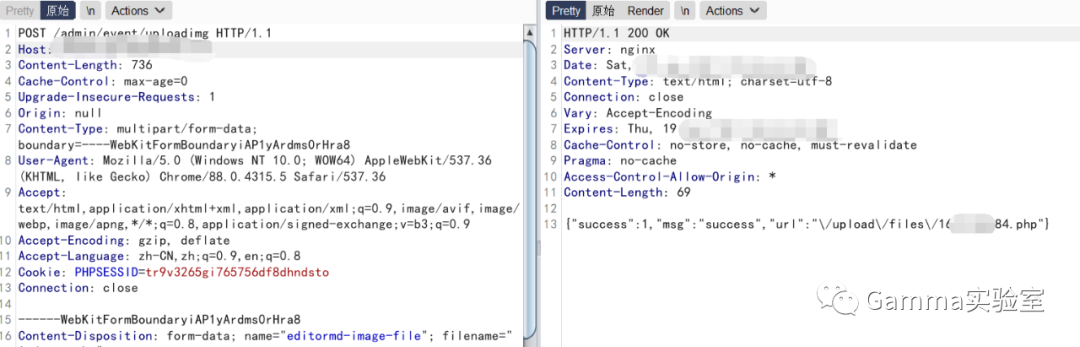 Pretty 原始 \n Actions
1 POST /admin/event/uploadimg HTTP/1.1
2 Host:
3 Content-Length: 736
4 Cache-Control: max-age=0
5 Upgrade-Insecure-Requests: 1
6 Origin: null
7 Content-Type: multipart/form-data;
boundary=----WebKitFormBoundaryiAP1yArdmsOrHra8
8 User-Agent: Mozilla/5.0 (Windows NT 10.0; WOW64) AppleWebKit/537.36
(KHTML, like Gecko) Chrome/88.0.4315.5 Safari/537.36
9 Accept:
text/html,application/xhtml+xml,application/xml;q=0.9,image/avif,image/
webp,image/apng,*/*;q=0.8,application/signed-exchange;v=b3;q=0.9
10 Accept-Encoding: gzip, deflate
11 Accept-Language: zh-CN,zh;q=0.9,en;q=0.8
12 Cookie: PHPSESSID=tr9v3265gi765756df8dhndsto
13 Connection: close
14
15 ------WebKitFormBoundaryiAP1yArdmsOrHra8
16 Content-Disposition: form-data; name="editormd-image-file"; filename="
Pretty 原始 Render \n Actions
1 HTTP/1.1 200 OK
2 Server: nginx
3 Date: Sat,
4 Content-Type: text/html; charset=utf-8
5 Connection: close
6 Vary: Accept-Encoding
7 Expires: Thu, 19
8 Cache-Control: no-store, no-cache, must-revalidate
9 Pragma: no-cache
10 Access-Control-Allow-Origin: *
11 Content-Length: 69
12
13 {"success":1,"msg":"success","url":"\/upload\/files\/16 84.php"}
Gamma实验室